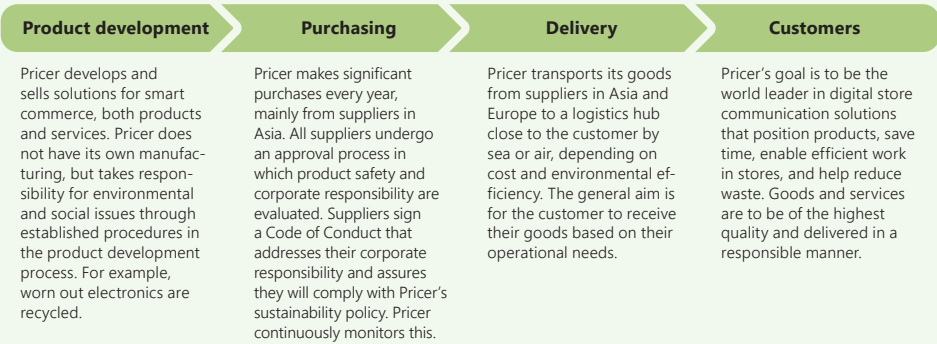 Product development
Pricer develops and
sells solutions for smart
commerce, both products
and services. Pricer does
not have its own manufac-
turing, but takes respon-
sibility for environmental
and social issues through
established procedures in
the product development
process. For example,
worn out electronics are
recycled.
Purchasing
Pricer makes significant
purchases every year,
mainly from suppliers in
Asia. All suppliers undergo
an approval process in
which product safety and
corporate responsibility are
evaluated. Suppliers sign
a Code of Conduct that
addresses their corporate
responsibility and assures
they will comply with Pricer’s
sustainability policy. Pricer
continuously monitors this.
Delivery
Pricer transports its goods
from suppliers in Asia and
Europe to a logistics hub
close to the customer by
sea or air, depending on
cost and environmental ef-
ficiency. The general aim is
for the customer to receive
their goods based on their
operational needs.
Customers
Pricer’s goal is to be the
world leader in digital store
communication solutions
that position products, save
time, enable efficient work
in stores, and help reduce
waste. Goods and services
are to be of the highest
quality and delivered in a
responsible manner.